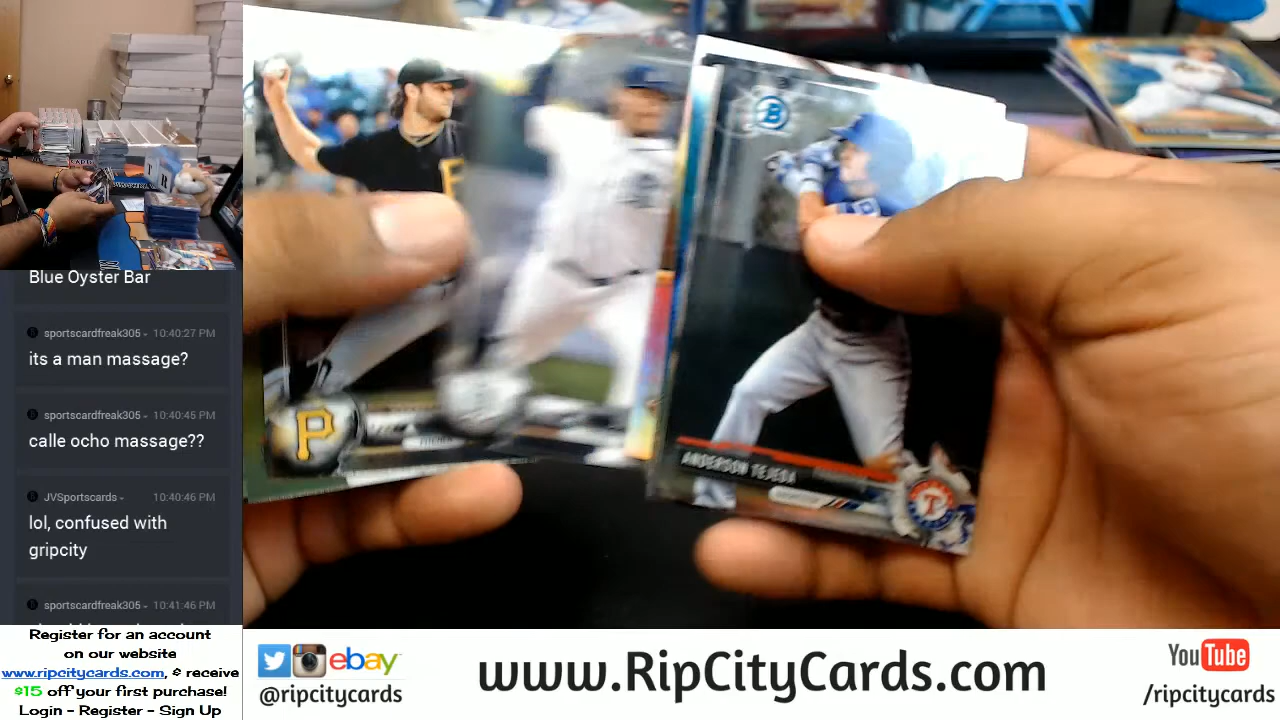 Blue Oyster Bar
sportscardfreak305 - 10:40:27 PM
its a man massage?
sportscardfreak305 - 10:40:45 PM
calle ocho massage??
JVSportscards - 10:40:46 PM
lol, confused with
gripcity
sportscardfreak305 - 10:41:46 PM
Register for an account
on our website
www.ripcitycards.com, & receive
$15 off your first purchase!
Login - Register - Sign Up
P
B
ANDERSON TEJEDA
T
ebay
@ripcitycards
www.RipCityCards.com
YouTube
/ripcitycards